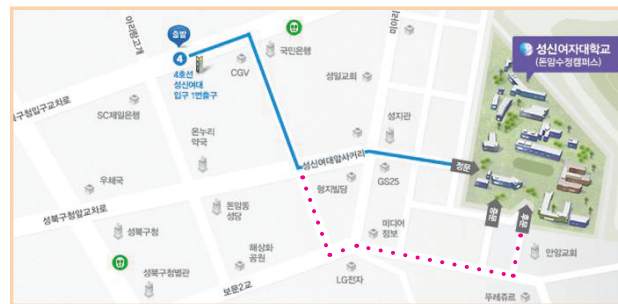 아리랑고개
미아리
출발
4
4호선
성신여대
입구 1번출구
CGV
국민은행
성일교회
성신여자대학교
(돈암수정캠퍼스)
구청입구교차로
SC제일은행
온누리
약국
성지관
성신여대앞사거리
정문
우체국
형지빌딩
GS25
성북구청앞교차로
돈암동
성당
미디어
정보
후문
성북구청
해상화
공원
안암교회
성북구청별관
LG전자
보문2교
뚜레쥬르